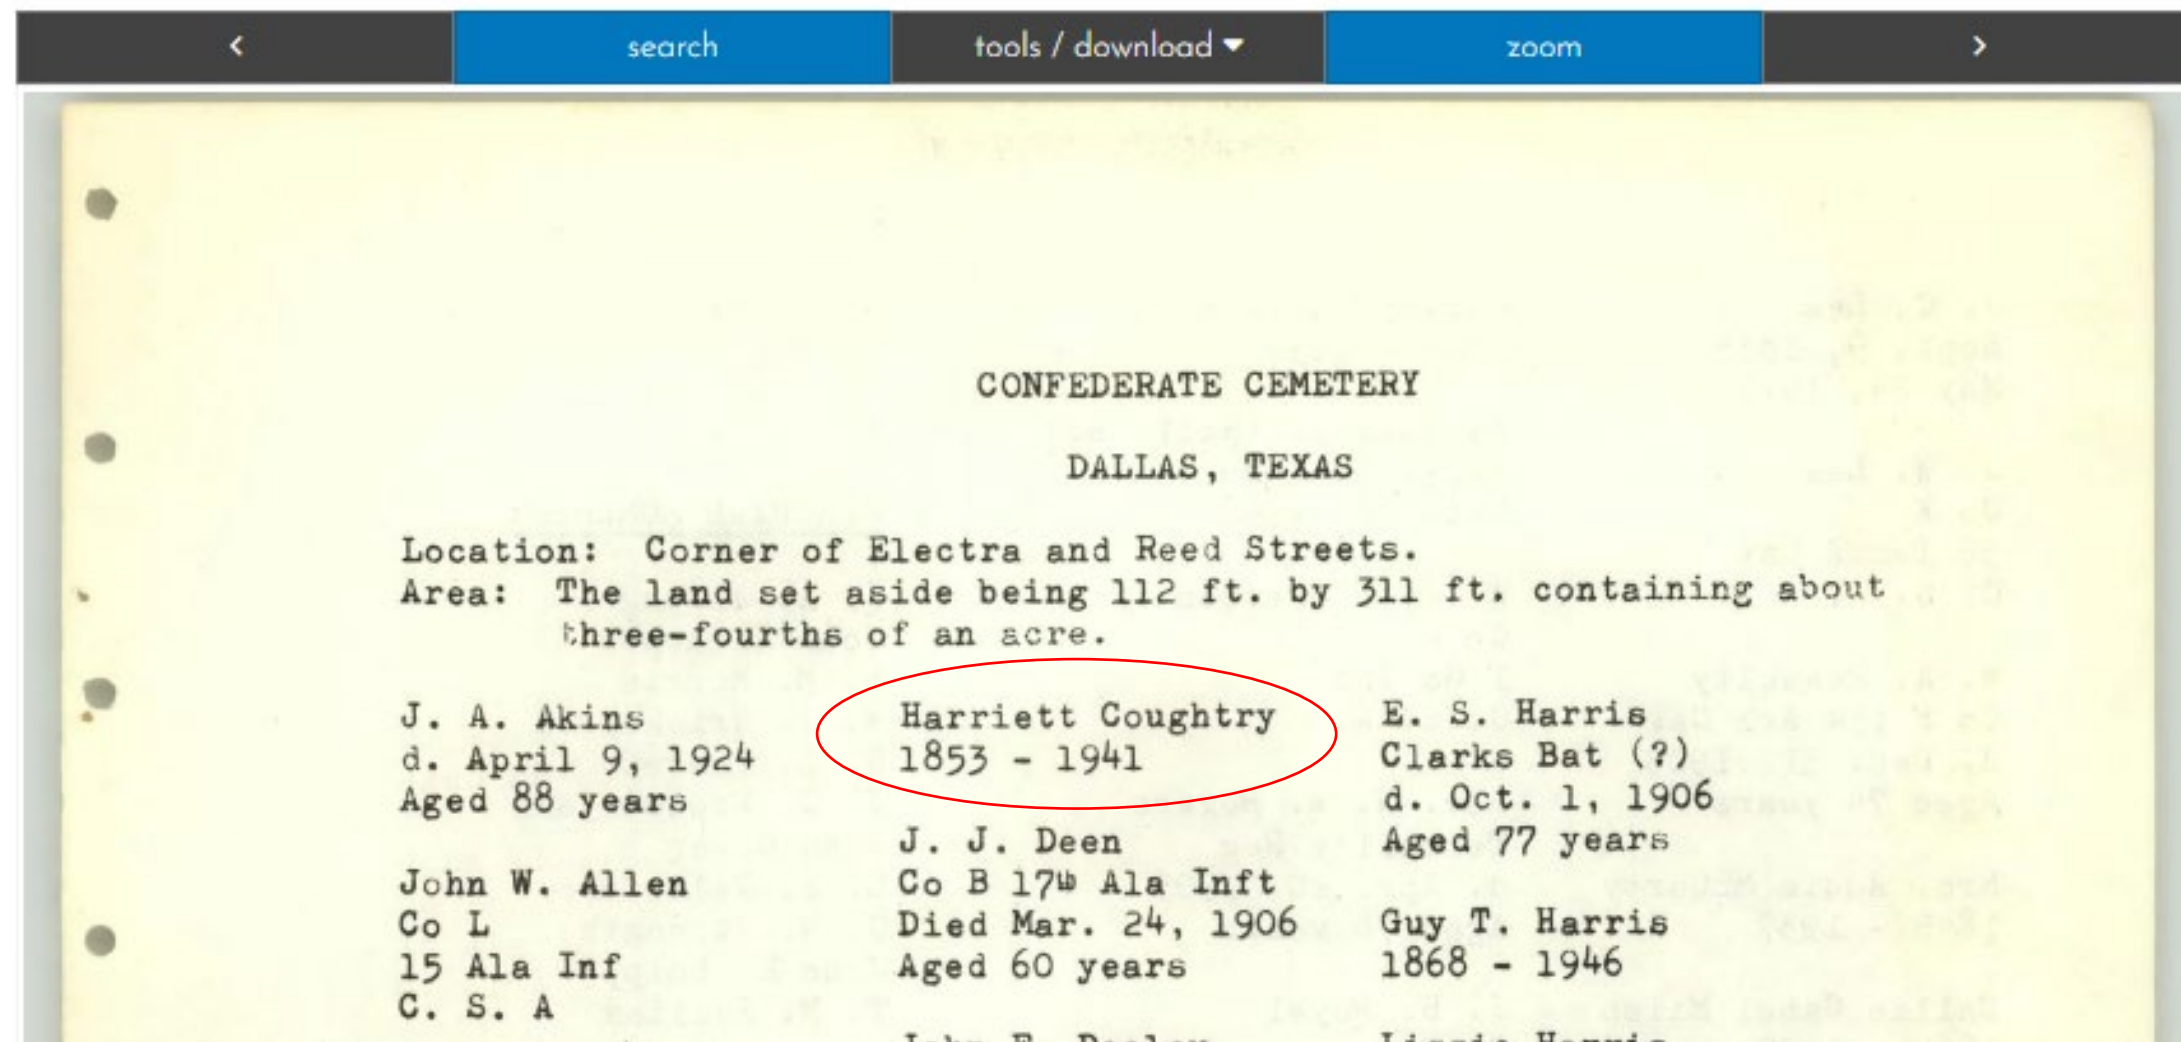 search
tools / download
zoom
CONFEDERATE CEMETERY
DALLAS, TEXAS
Location: Corner of Electra and Reed Streets.
Area: The land set aside being 112 ft. by 311 ft. containing about
three-fourths of an acre.
J. A. Akins
d. April 9, 1924
Aged 88 years
John W. Allen
Co L
15 Ala Inf
C. S. A
Harriett Coughtry
1853 - 1941
J. J. Deen
Co B 17th Ala Inft
Died Mar. 24, 1906
Aged 60 years
E. S. Harris
Clarks Bat (?)
d. Oct. 1, 1906
Aged 77 years
Guy T. Harris
1868 - 1946